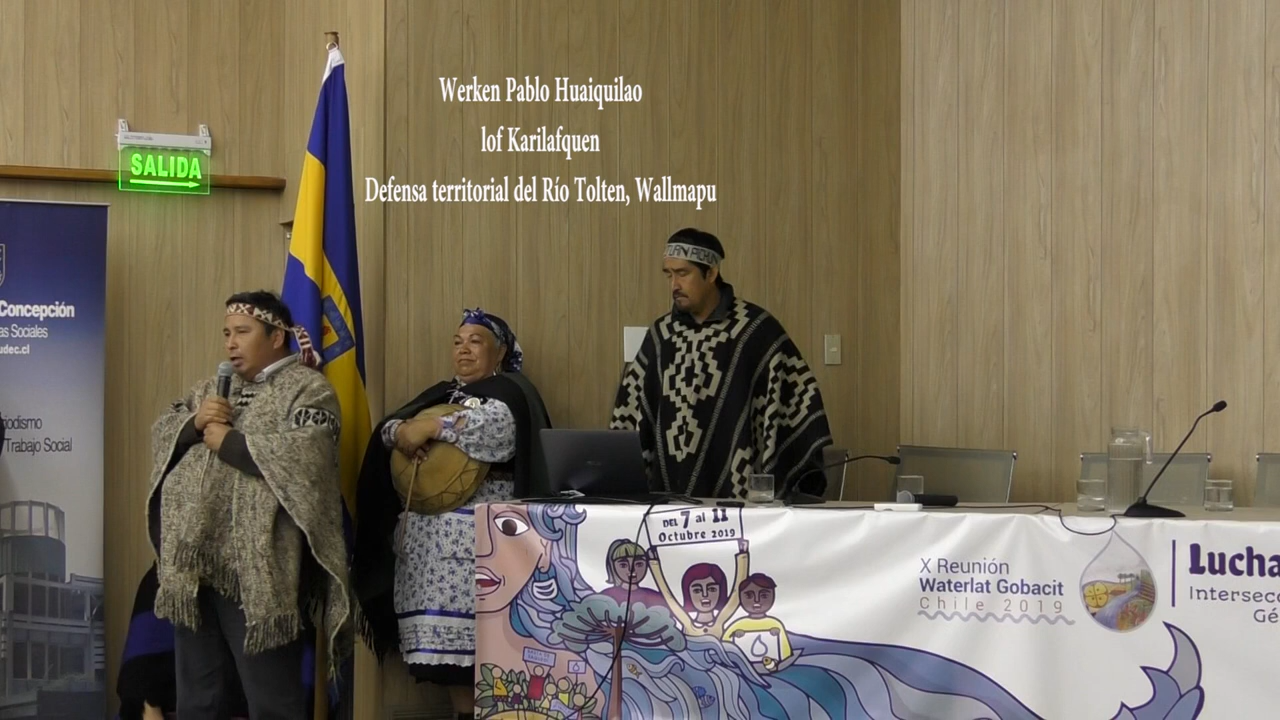 Werken Pablo Huaiquilao
lof Karilafquen
Defensa territorial del Río Tolten, Wallmapu
SALIDA
Concepción
as Sociales
udec.cl
riodismo
Trabajo Social
DEL 7 al 11
Octubre 2019
X Reunión
Waterlat Gobacit
Chile 2019
Lucha
Intersecc
Gé